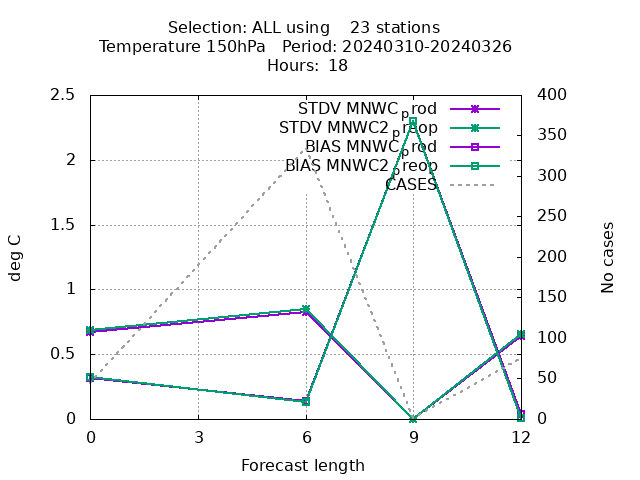 Selection: ALL using    23 stations
Temperature 150hPa   Period: 20240310-20240326
Hours:  18
2.5
2
1.5
1
0.5
0
deg C
STDV MNWC_prod
STDV MNWC2_preop
BIAS MNWC_prod
BIAS MNWC2_preop
CASES
400
350
300
250
200
150
100
50
0
No cases
0
3
6
9
12
Forecast length